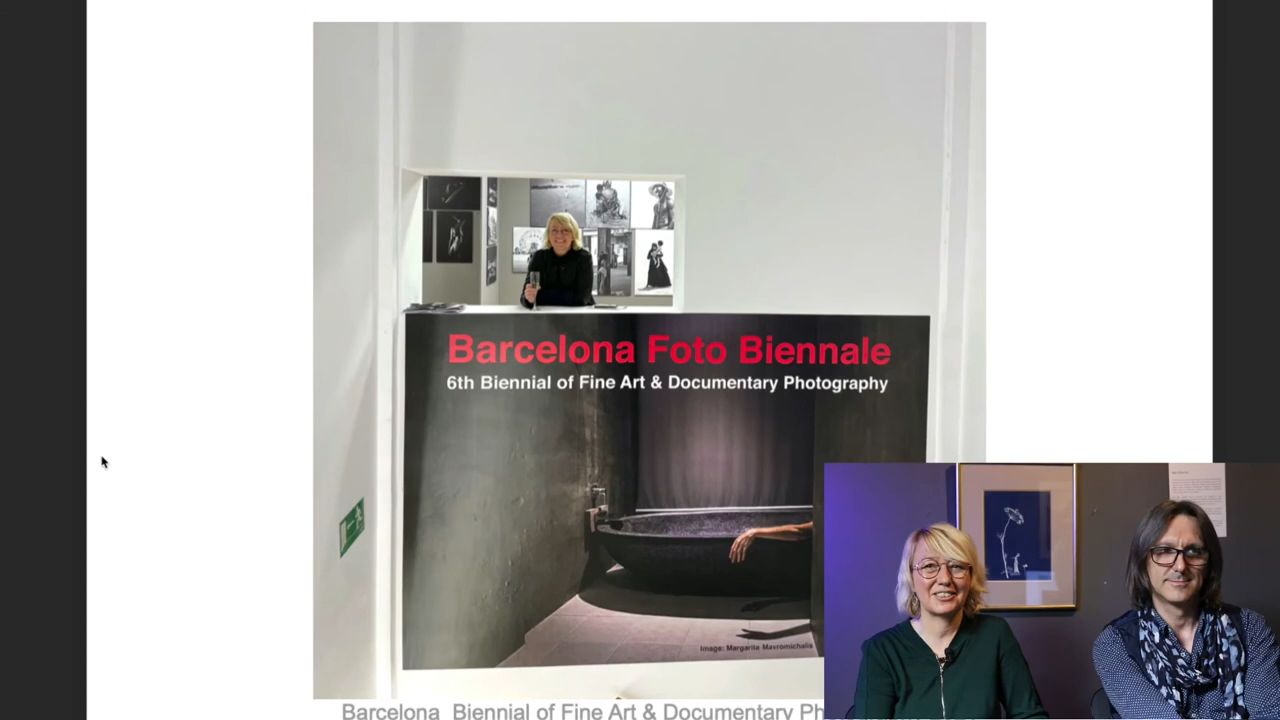 Barcelona Foto Biennale
6th Biennial of Fine Art & Documentary Photography
Image: Margarita Mavromichalis
Barcelona Biennial of Fine Art & Documentary Ph